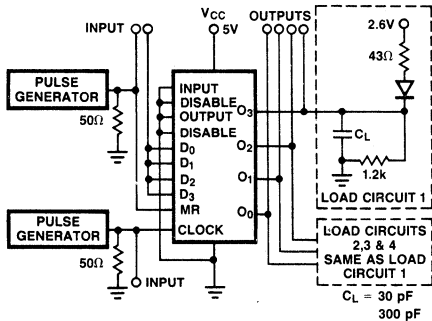 INPUT
VCC
5V
OUTPUTS
2.6V
43Ω
PULSE
GENERATOR
50Ω
INPUT
DISABLE
OUTPUT
DISABLE
D0
D1
D2
D3
MR
CLOCK
O3
O2
O1
O0
CL
1.2k
LOAD CIRCUIT 1
PULSE
GENERATOR
50Ω
INPUT
LOAD CIRCUITS
2,3 & 4
SAME AS LOAD
CIRCUIT 1
CL = 30 pF
300 pF